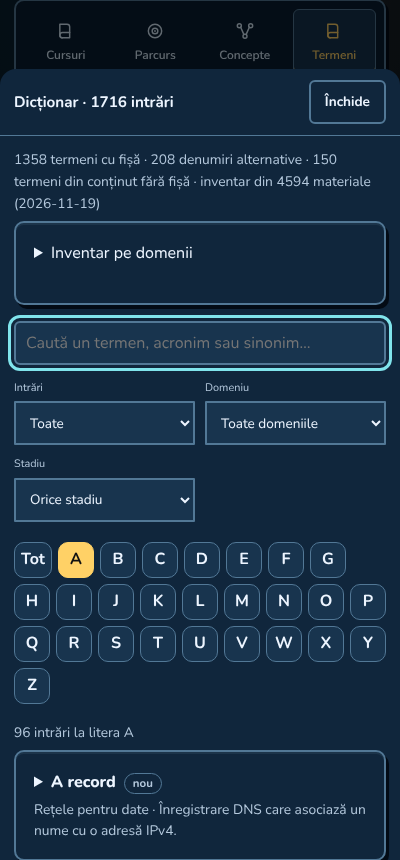 Cursuri
Parcurs
Concepte
Termeni
Dicționar · 1716 intrări
Închide
1358 termeni cu fișă · 208 denumiri alternative · 150
termeni din conținut fără fișă · inventar din 4594 materiale
(2026-11-19)
Inventar pe domenii
Caută un termen, acronim sau sinonim...
Intrări
Domeniu
Toate
Toate domeniile
Stadiu
Orice stadiu
Tot A B C D E F G
H I J K L M N O P
Q R S T U V W X Y
Z
96 intrări la litera A
A record nou
Rețele pentru date · Înregistrare DNS care asociază un
nume cu o adresă IPv4.